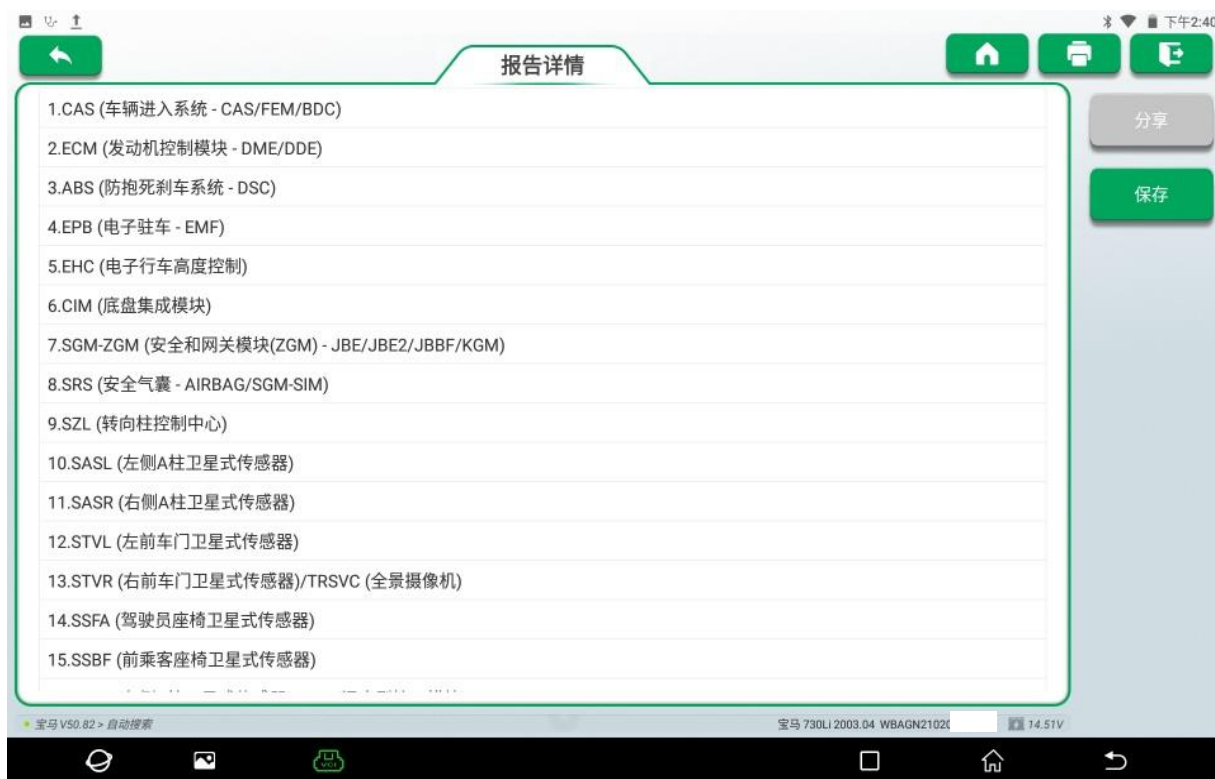 下午2:40
报告详情
1.CAS (车辆进入系统 - CAS/FEM/BDC)
分享
2.ECM (发动机控制模块 - DME/DDE)
3.ABS (防抱死刹车系统 - DSC)
保存
4.EPB (电子驻车 - EMF)
5.EHC (电子行车高度控制)
6.CIM (底盘集成模块)
7.SGM-ZGM (安全和网关模块(ZGM) - JBE/JBE2/JBBF/KGM)
8.SRS (安全气囊 - AIRBAG/SGM-SIM)
9.SZL (转向柱控制中心)
10.SASL (左侧A柱卫星式传感器)
11.SASR (右侧A柱卫星式传感器)
12.STVL (左前车门卫星式传感器)
13.STVR (右前车门卫星式传感器)/TRSVC (全景摄像机)
14.SSFA (驾驶员座椅卫星式传感器)
15.SSBF (前乘客座椅卫星式传感器)
宝马 V50.82 > 自动搜索
宝马 730Li 2003.04 WBAGN21020
14.51V
VCI